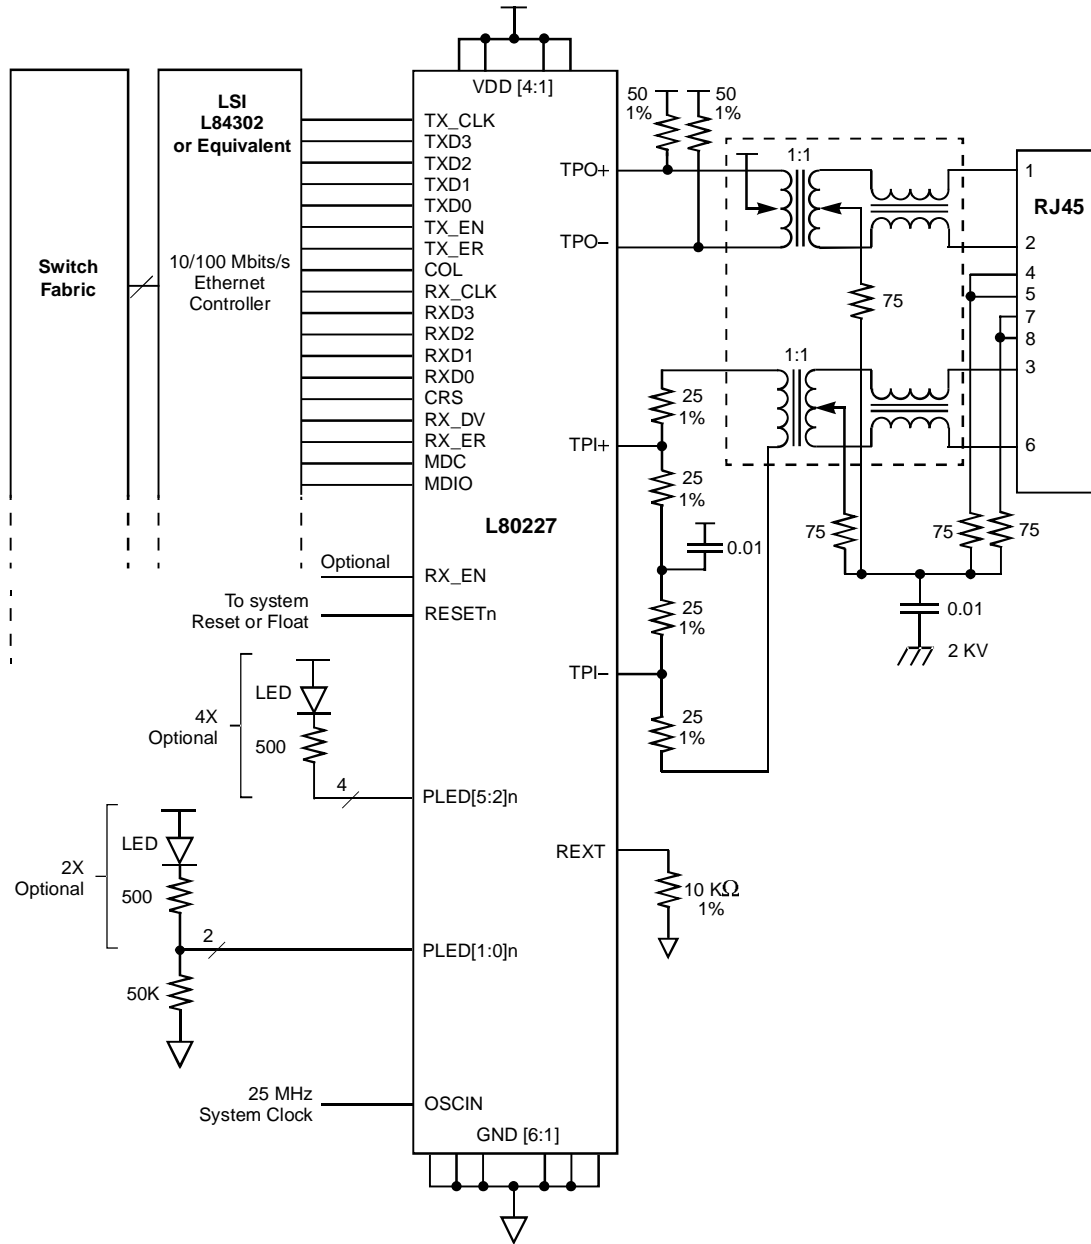 VDD [4:1]
LSI
L84302
or Equivalent
10/100 Mbits/s
Ethernet
Controller
Switch
Fabric
TX_CLK
TXD3
TXD2
TXD1
TXD0
TX_EN
TX_ER
COL
RX_CLK
RXD3
RXD2
RXD1
RXD0
CRS
RX_DV
RX_ER
MDC
MDIO
L80227
Optional
RX_EN
To system
Reset or Float
RESETn
LED
4X
Optional
500
4
PLED[5:2]n
LED
2X
Optional
500
2
PLED[1:0]n
50K
25 MHz
System Clock
OSCIN
GND [6:1]
TPO+
TPO−
TPI+
TPI−
REXT
50
1%
50
1%
1:1
75
1:1
25
1%
25
1%
0.01
25
1%
25
1%
10 KΩ
1%
RJ45
1
2
4
5
7
8
3
6
75
75
75
0.01
2 KV